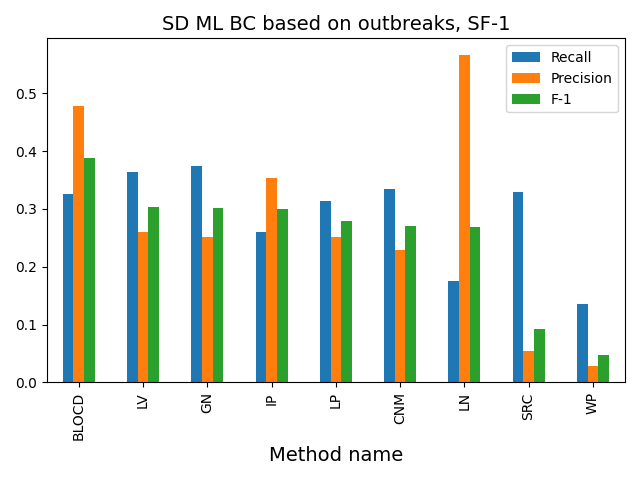 SD ML BC based on outbreaks, SF-1
Recall
Precision
F-1
0.5
0.4
0.3
0.2
0.1
0.0
BLOCD
LV
GN
IP
LP
CNM
LN
SRC
WP
Method name